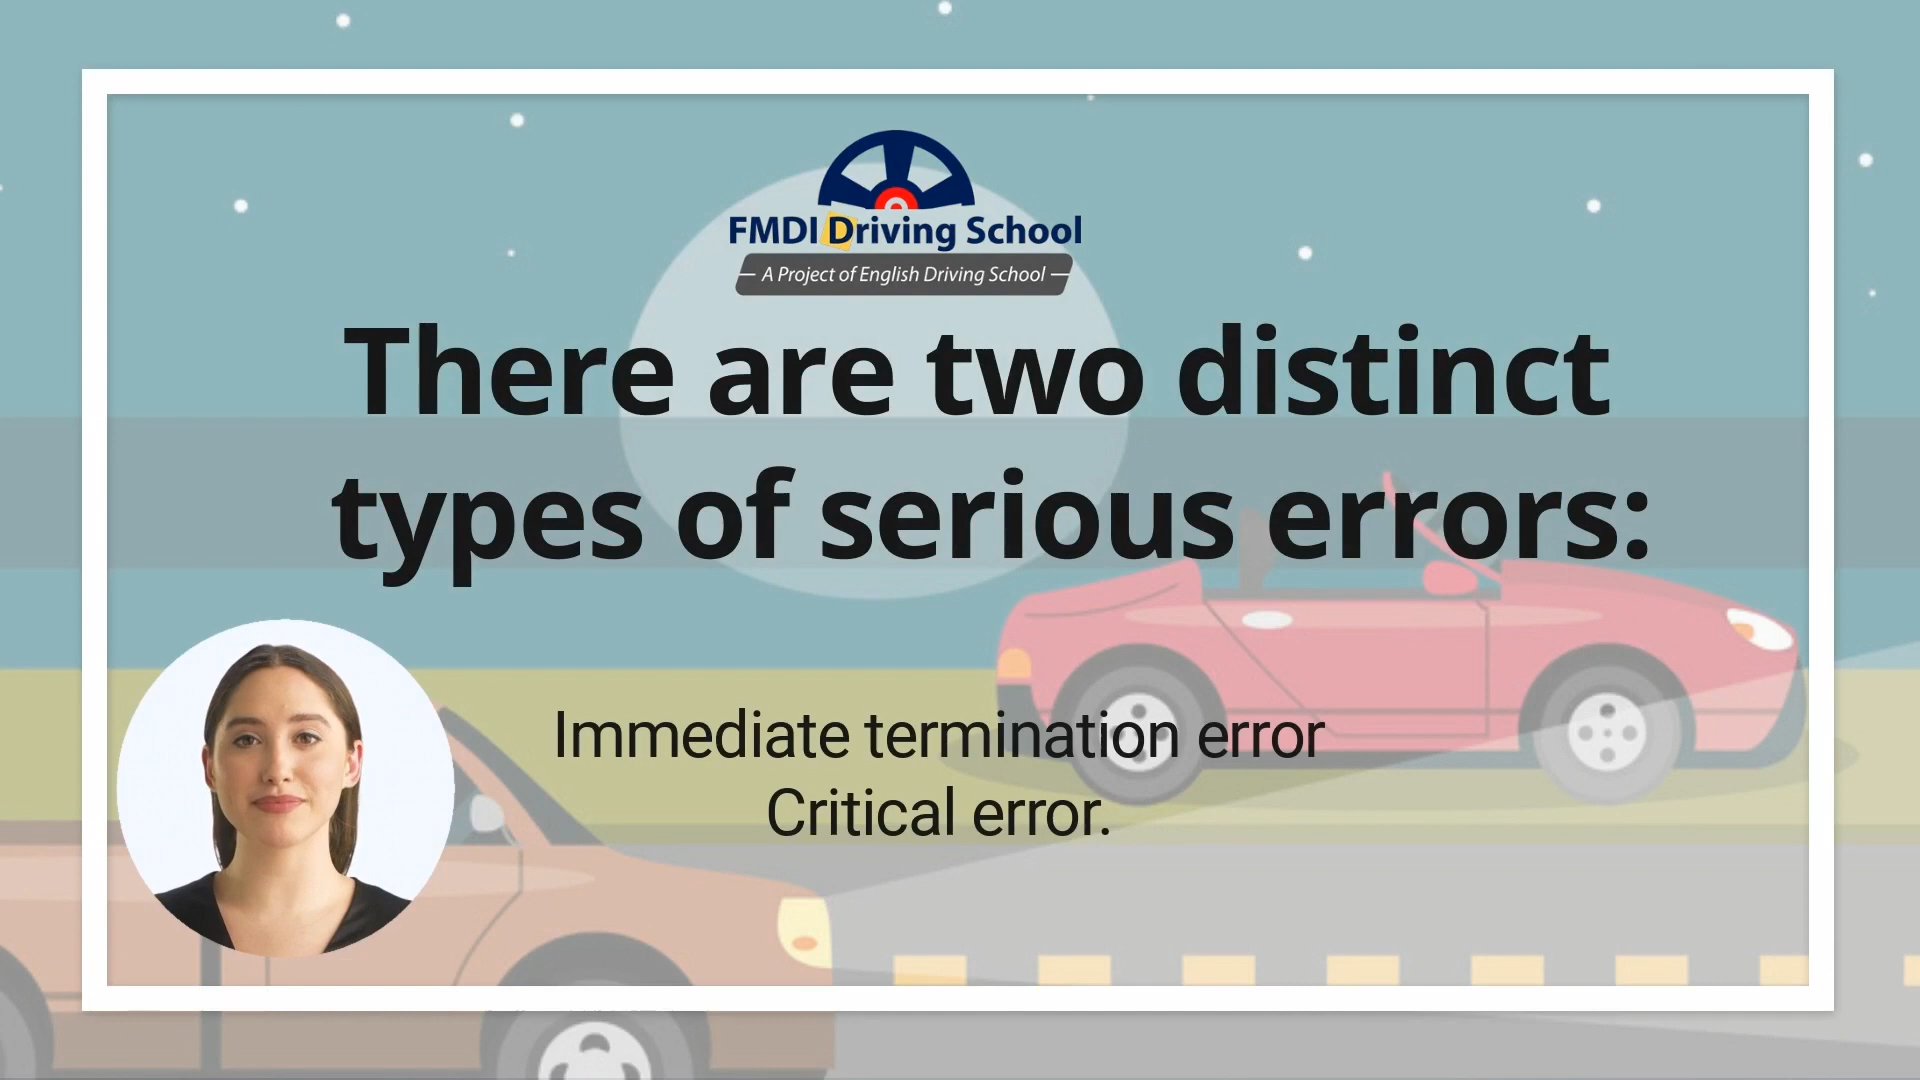 FMDI Driving School
A Project of English Driving School
There are two distinct
types of serious errors:
Immediate termination error
Critical error.